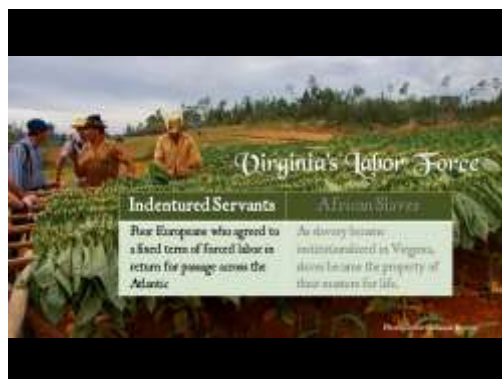 Virginia's Labor Force
Indentured Servants
African Slaves
Poor Europeans who agreed to
a fixed term of forced labor in
return for passage across the
Atlantic
As slavery became
institutionalized in Virginia,
slaves became the property of
their masters for life.